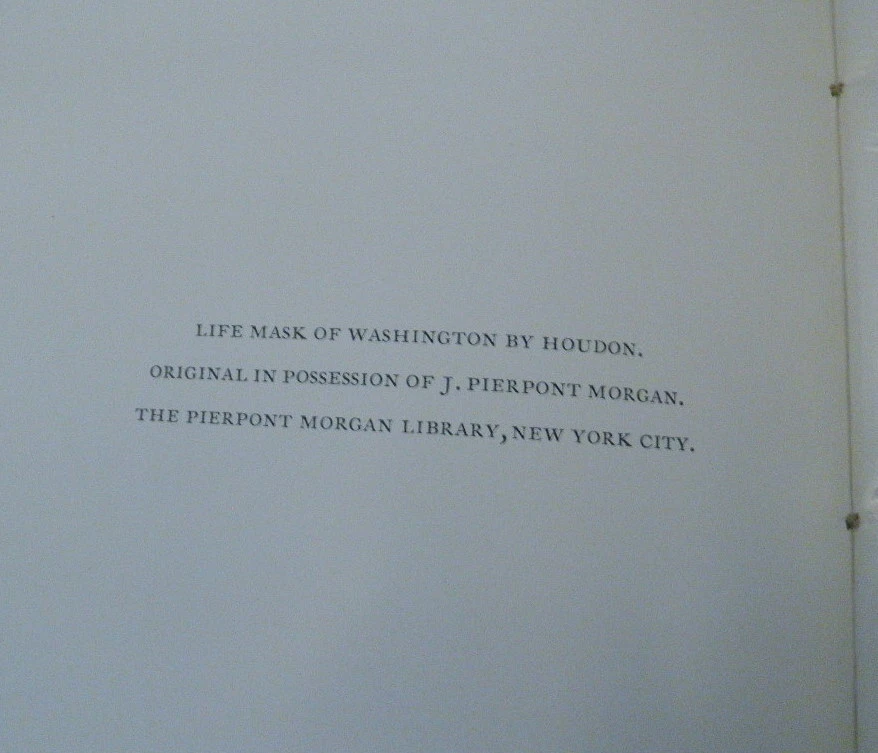 LIFE MASK OF WASHINGTON BY HOUDON.
ORIGINAL IN POSSESSION OF J. PIERPONT MORGAN.
THE PIERPONT MORGAN LIBRARY, NEW YORK CITY.